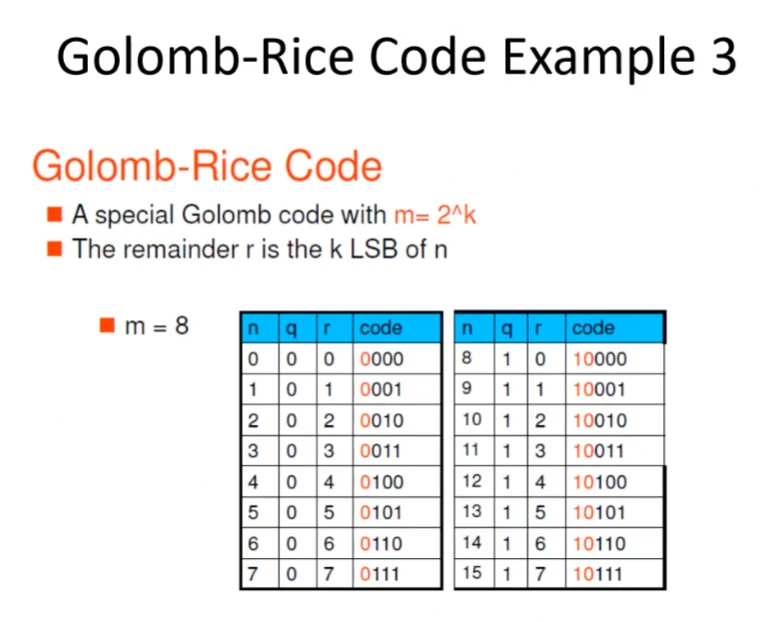 Golomb-Rice Code Example 3
Golomb-Rice Code
A special Golomb code with m= 2^k
The remainder r is the k LSB of n
m = 8
n q r code n q r code
0 0 0 0000 8 1 0 10000
1 0 1 0001 9 1 1 10001
2 0 2 0010 10 1 2 10010
3 0 3 0011 11 1 3 10011
4 0 4 0100 12 1 4 10100
5 0 5 0101 13 1 5 10101
6 0 6 0110 14 1 6 10110
7 0 7 0111 15 1 7 10111